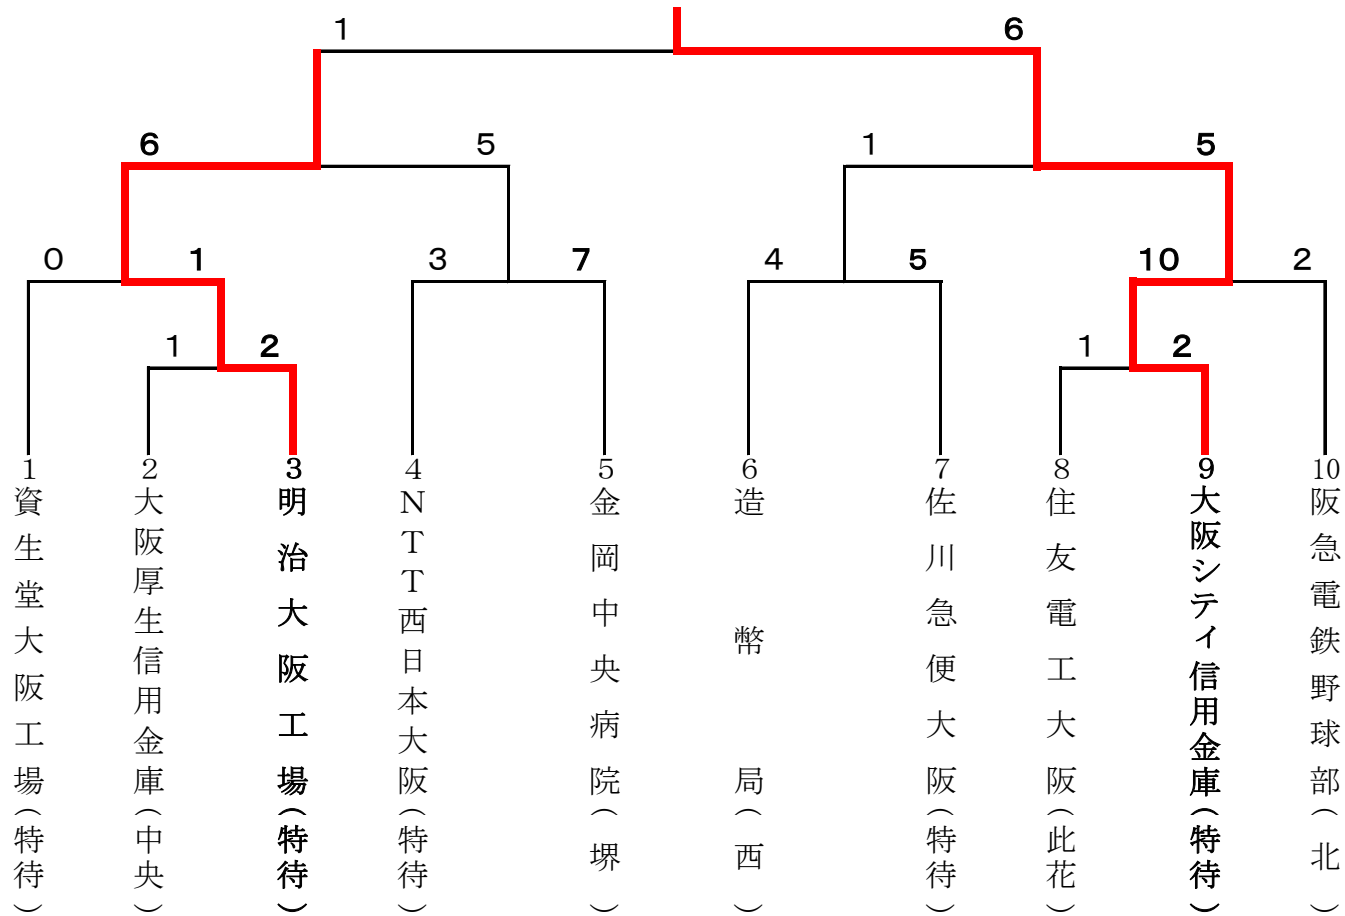 1 6
6 5 1 5
0 1 3 7 4 5 10 2
1 2 1 2
1 資生堂大阪工場(特待)
2 大阪厚生信用金庫(中央)
3 明治大阪工場(特待)
4 NTT西日本大阪(特待)
5 金岡中央病院(堺)
6 造幣局(西)
7 佐川急便大阪(特待)
8 住友電工大阪(此花)
9 大阪シティ信用金庫(特待)
10 阪急電鉄野球部(北)